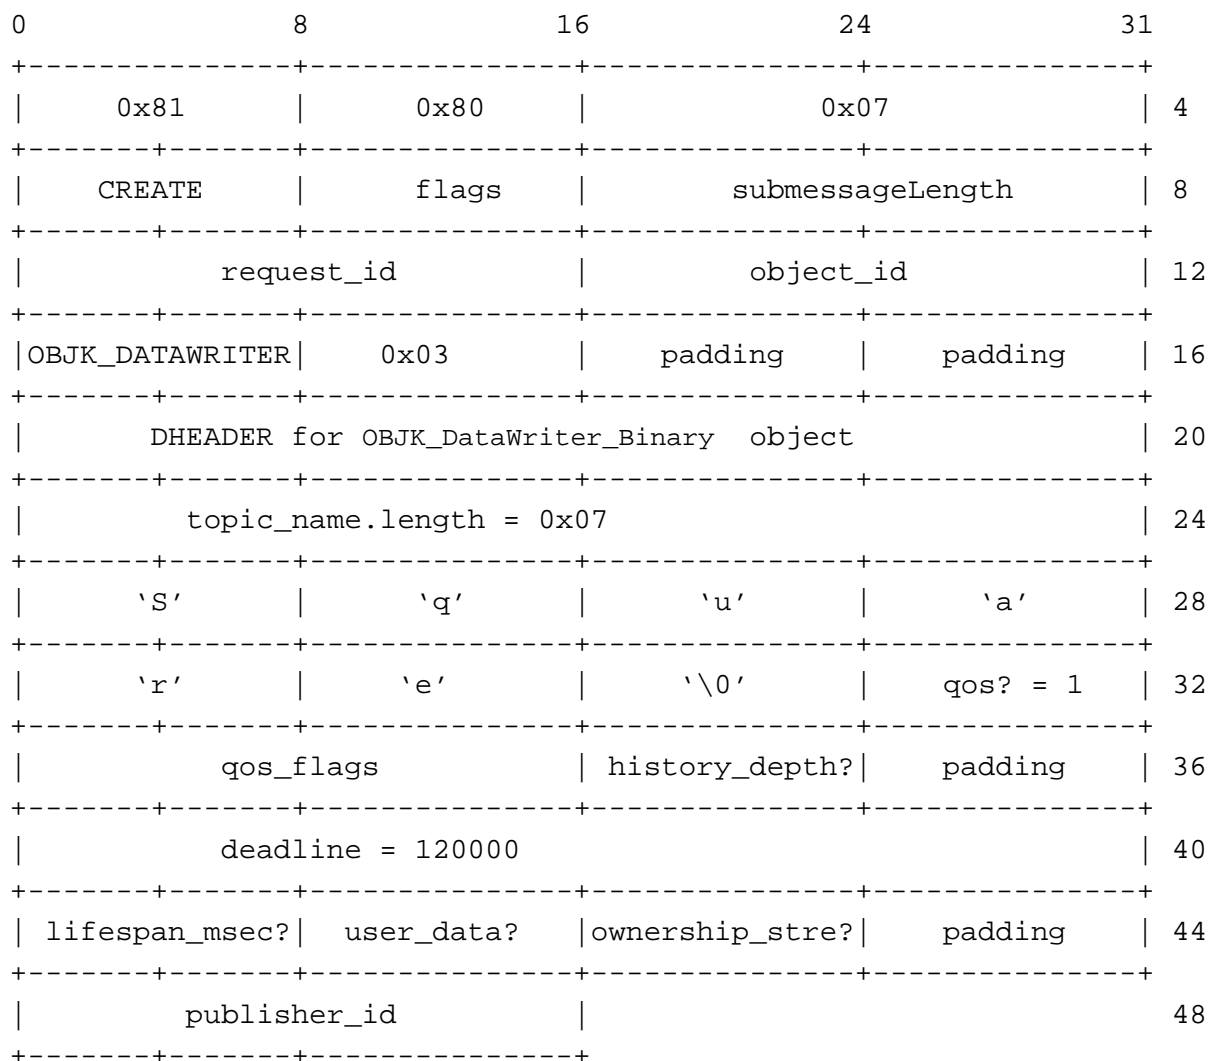 0 8 16 24 31
+---------------+---------------+---------------+---------------+
| 0x81 | 0x80 | 0x07 | 4
+-------+-------+---------------+---------------+---------------+
| CREATE | flags | submessageLength | 8
+-------+-------+---------------+---------------+---------------+
| request_id | object_id | 12
+-------+-------+---------------+---------------+---------------+
|OBJK_DATAWRITER| 0x03 | padding | padding | 16
+-------+-------+---------------+---------------+---------------+
| DHEADER for OBJK_DataWriter_Binary object | 20
+-------+-------+---------------+---------------+---------------+
| topic_name.length = 0x07 | 24
+-------+-------+---------------+---------------+---------------+
| ‘S’ | ‘q’ | ‘u’ | ‘a’ | 28
+-------+-------+---------------+---------------+---------------+
| ‘r’ | ‘e’ | ‘\0’ | qos? = 1 | 32
+-------+-------+---------------+---------------+---------------+
| qos_flags | history_depth?| padding | 36
+-------+-------+---------------+---------------+---------------+
| deadline = 120000 | 40
+-------+-------+---------------+---------------+---------------+
| lifespan_msec?| user_data? |ownership_stre?| padding | 44
+-------+-------+---------------+---------------+---------------+
| publisher_id | 48
+-------+-------+---------------+